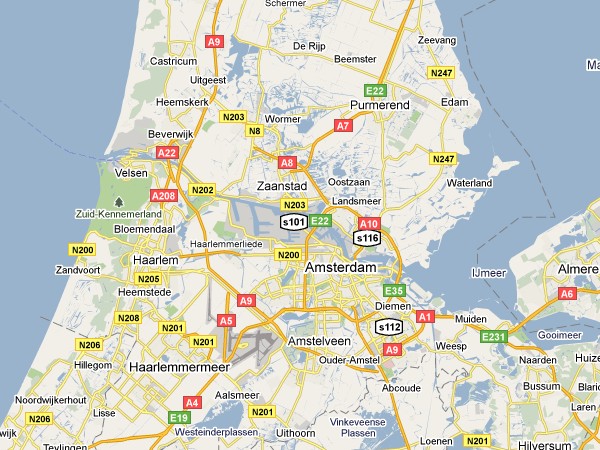 Schermer
Zeevang
A9
De Rijp
Beemster
Castricum
N247
Ma
Uitgeest
E22
Heemskerk
Purmerend
Edam
N203
Wormer
A7
Beverwijk
N8
A22
A8
N247
Velsen
Zaanstad
Oostzaan
Waterland
A208
N202
Landsmeer
N203
Zuid-Kennemerland
s101
E22
A10
Bloemendaal
s116
Haarlemmerliede
N200
N200
Haarlem
Amsterdam
Zandvoort
IJmeer
Almere
N205
Heemstede
E35
A6
A9
Diemen
N208
A5
A1
Muiden
N201
s112
Gooimeer
E231
N206
N201
Amstelveen
A9
Weesp
Ouder-Amstel
Naarden
Huize
Hillegom
Haarlemmermeer
Abcoude
Bussum
Blaric
Noordwijkerhout
Aalsmeer
A4
Lisse
N201
Laren
N206
E19
Vinkeveense
Plassen
wijk
Westeinderplassen
Uithoorn
N201
Teylingen
Loenen
Hilversum